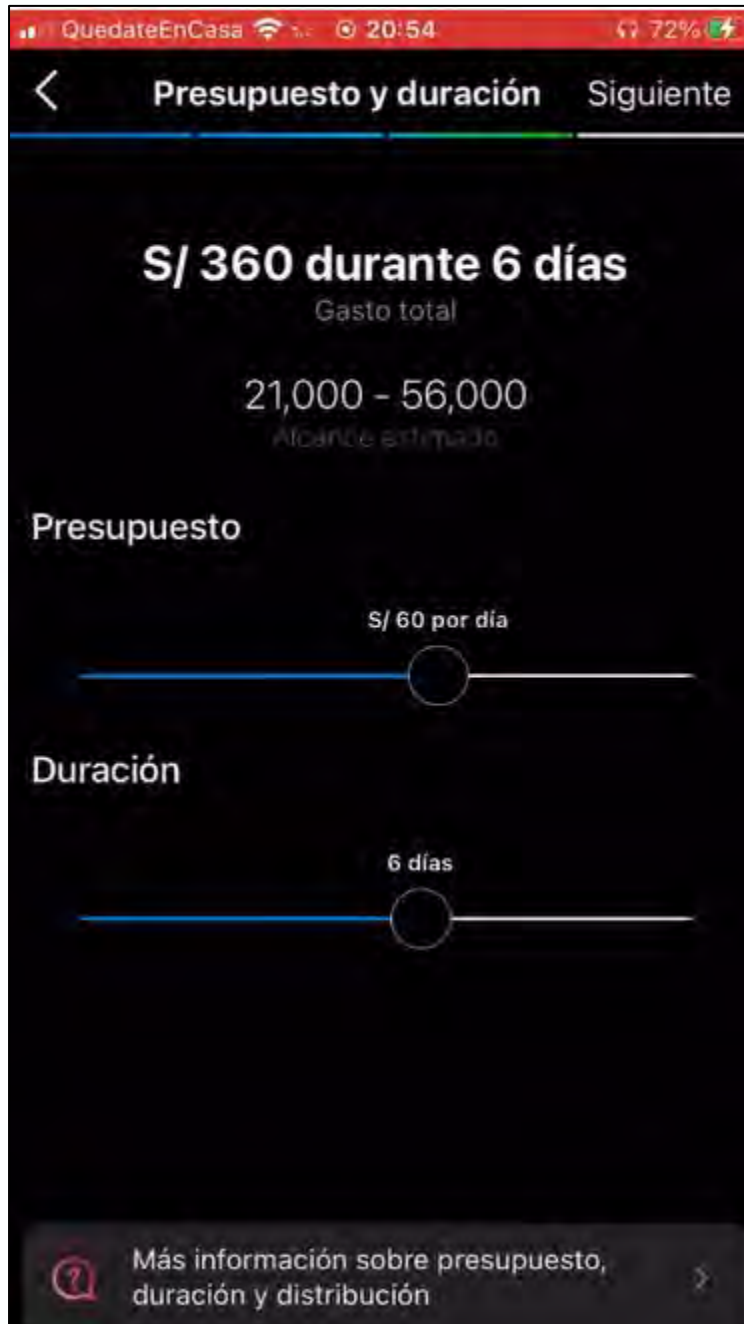 QuedateEnCasa 20:54 72%
Presupuesto y duración Siguiente
S/ 360 durante 6 días
Gasto total
21,000 - 56,000
Alcance estimado
Presupuesto
S/ 60 por día
Duración
6 días
Más información sobre presupuesto,
duración y distribución